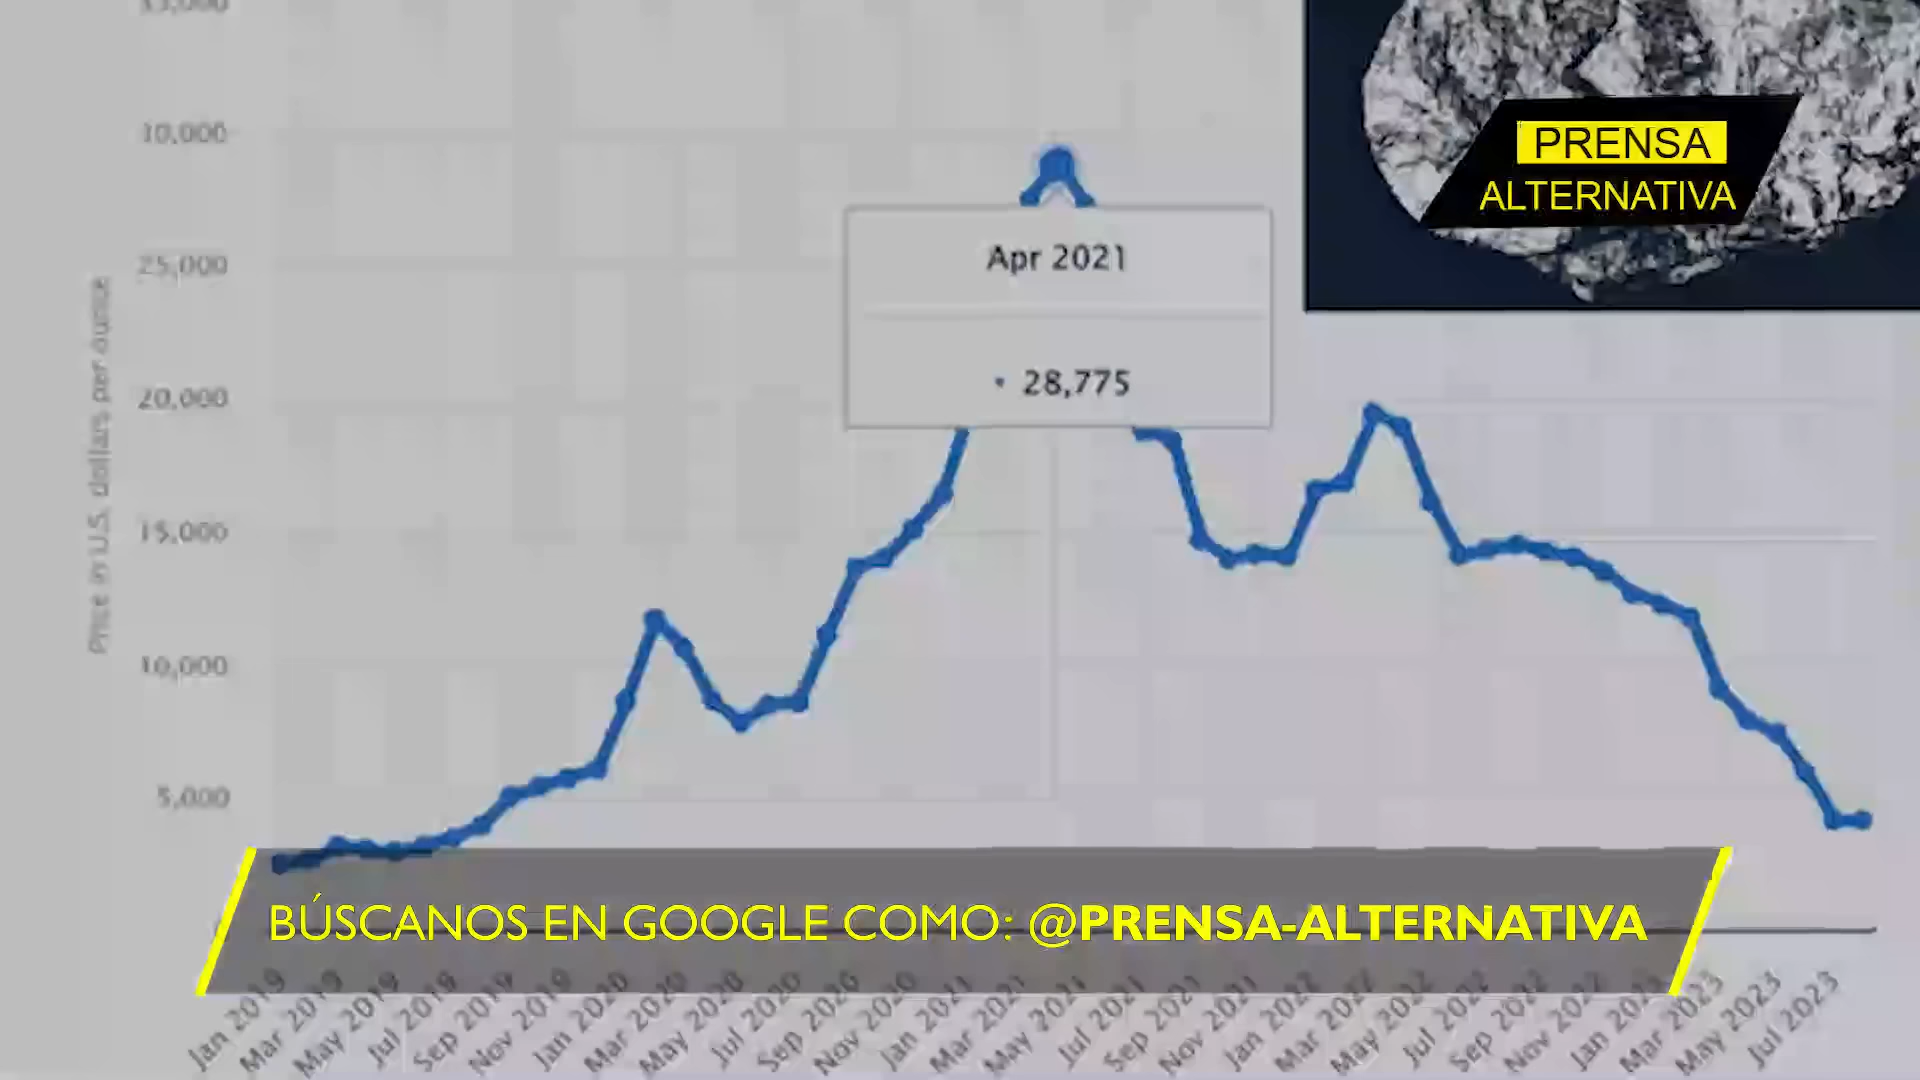 35,000
30,000
25,000
20,000
15,000
10,000
5,000
Price in U.S. dollars per ounce
Apr 2021
28,775
PRENSA
ALTERNATIVA
BÚSCANOS EN GOOGLE COMO: @PRENSA-ALTERNATIVA
Jan 2019
Mar 2019
May 2019
Jul 2019
Sep 2019
Nov 2019
Jan 2020
Mar 2020
May 2020
Jul 2020
Sep 2020
Nov 2020
Jan 2021
Mar 2021
May 2021
Jul 2021
Sep 2021
Nov 2021
Jan 2022
Mar 2022
May 2022
Jul 2022
Sep 2022
Nov 2022
Jan 2023
Mar 2023
May 2023
Jul 2023